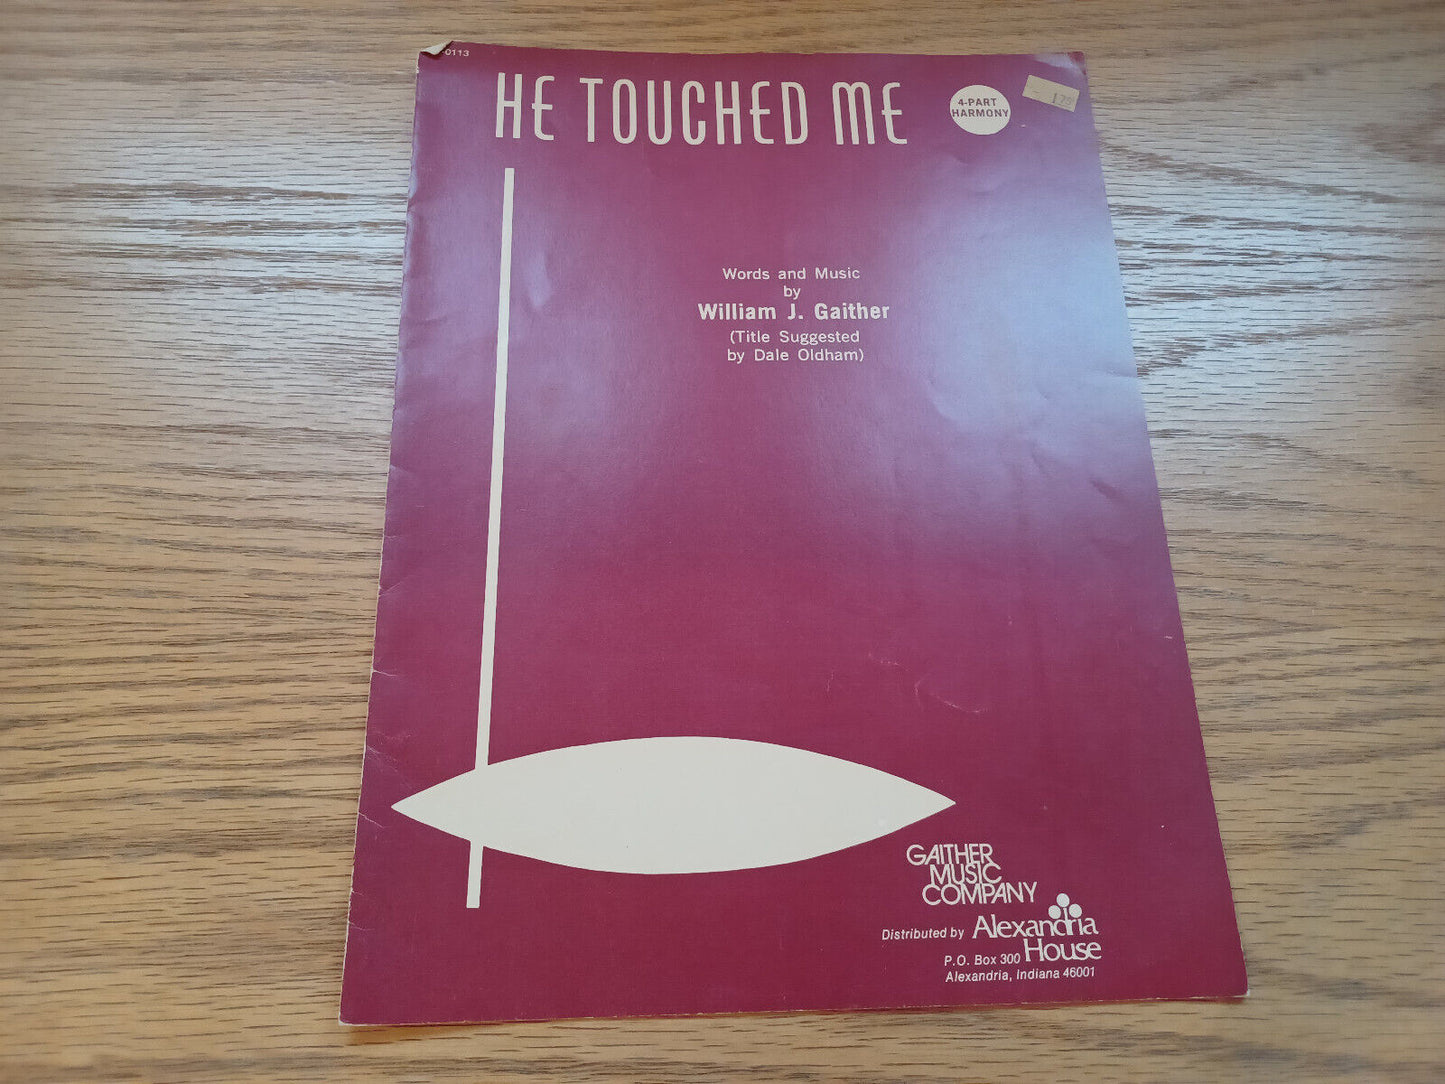 -0113
HE TOUCHED ME
4-PART
HARMONY
Words and Music
by
William J. Gaither
(Title Suggested
by Dale Oldham)
GAITHER
MUSIC
COMPANY
Distributed by Alexandria
House
P.O. Box 300
Alexandria, Indiana 46001